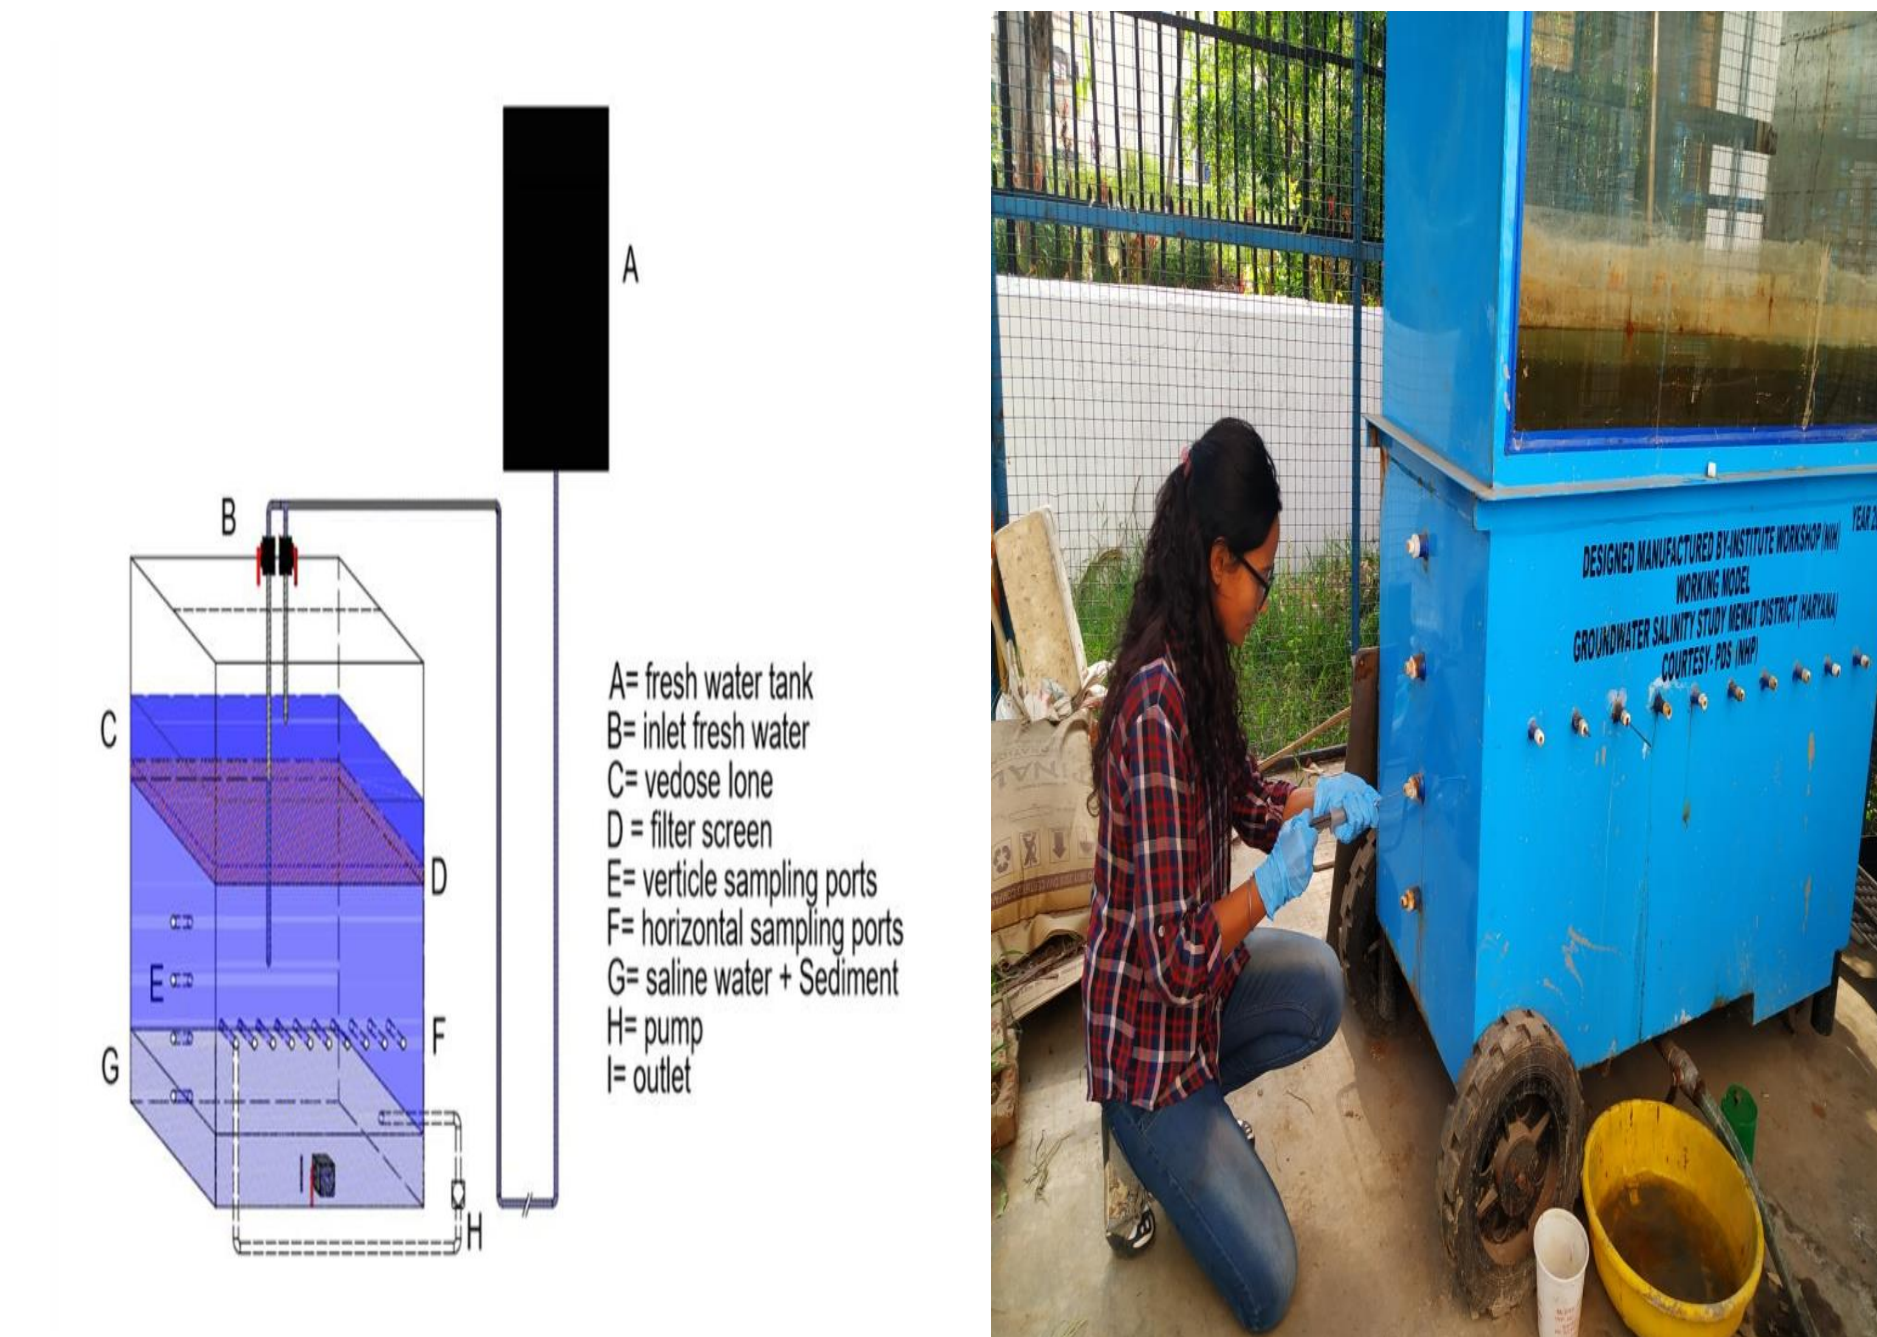 A
B
C
D
E
F
G
I
H
A= fresh water tank
B= inlet fresh water
C= vedose lone
D = filter screen
E= verticle sampling ports
F= horizontal sampling ports
G= saline water + Sediment
H= pump
I= outlet
YEAR
DESIGNED MANUFACTURED BY-INSTITUTE WORKSHOP (NIH)
WORKING MODEL
GROUNDWATER SALINITY STUDY MEWAT DISTRICT (HARYANA)
COURTESY- PDS (NHP)